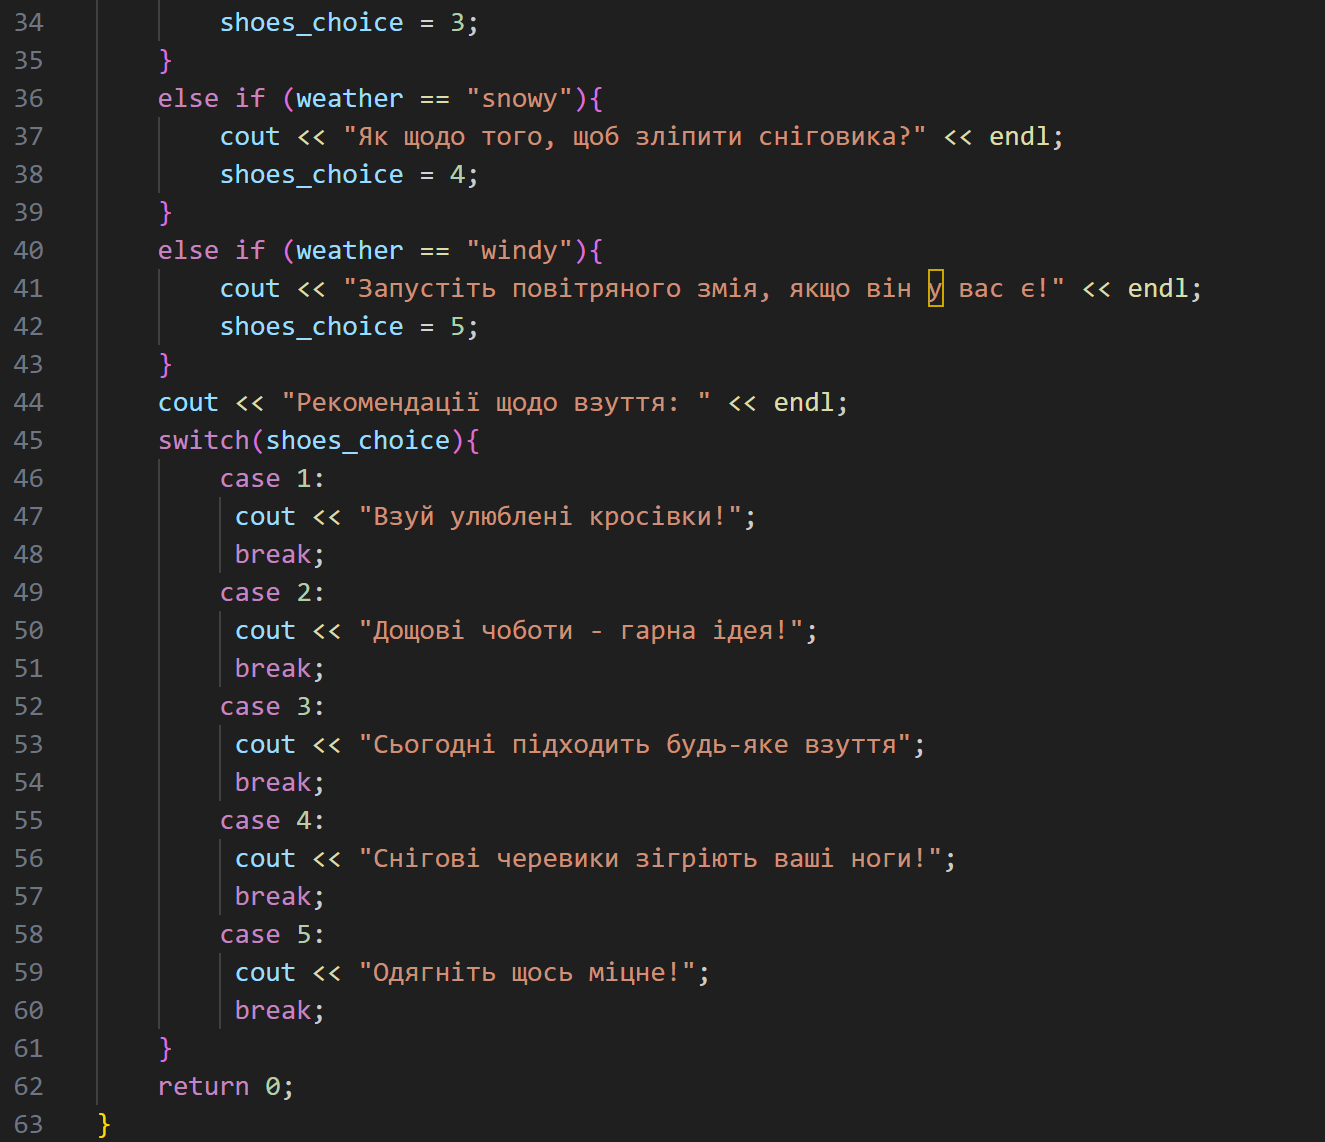 34 shoes_choice = 3;
35 }
36 else if (weather == "snowy"){
37 cout << "Як щодо того, щоб зліпити сніговика?" << endl;
38 shoes_choice = 4;
39 }
40 else if (weather == "windy"){
41 cout << "Запустіть повітряного змія, якщо він у вас є!" << endl;
42 shoes_choice = 5;
43 }
44 cout << "Рекомендації щодо взуття: " << endl;
45 switch(shoes_choice){
46 case 1:
47 cout << "Взуй улюблені кросівки!";
48 break;
49 case 2:
50 cout << "Дощові чоботи - гарна ідея!";
51 break;
52 case 3:
53 cout << "Сьогодні підходить будь-яке взуття";
54 break;
55 case 4:
56 cout << "Снігові черевики зігріють ваші ноги!";
57 break;
58 case 5:
59 cout << "Одягніть щось міцне!";
60 break;
61 }
62 return 0;
63 }